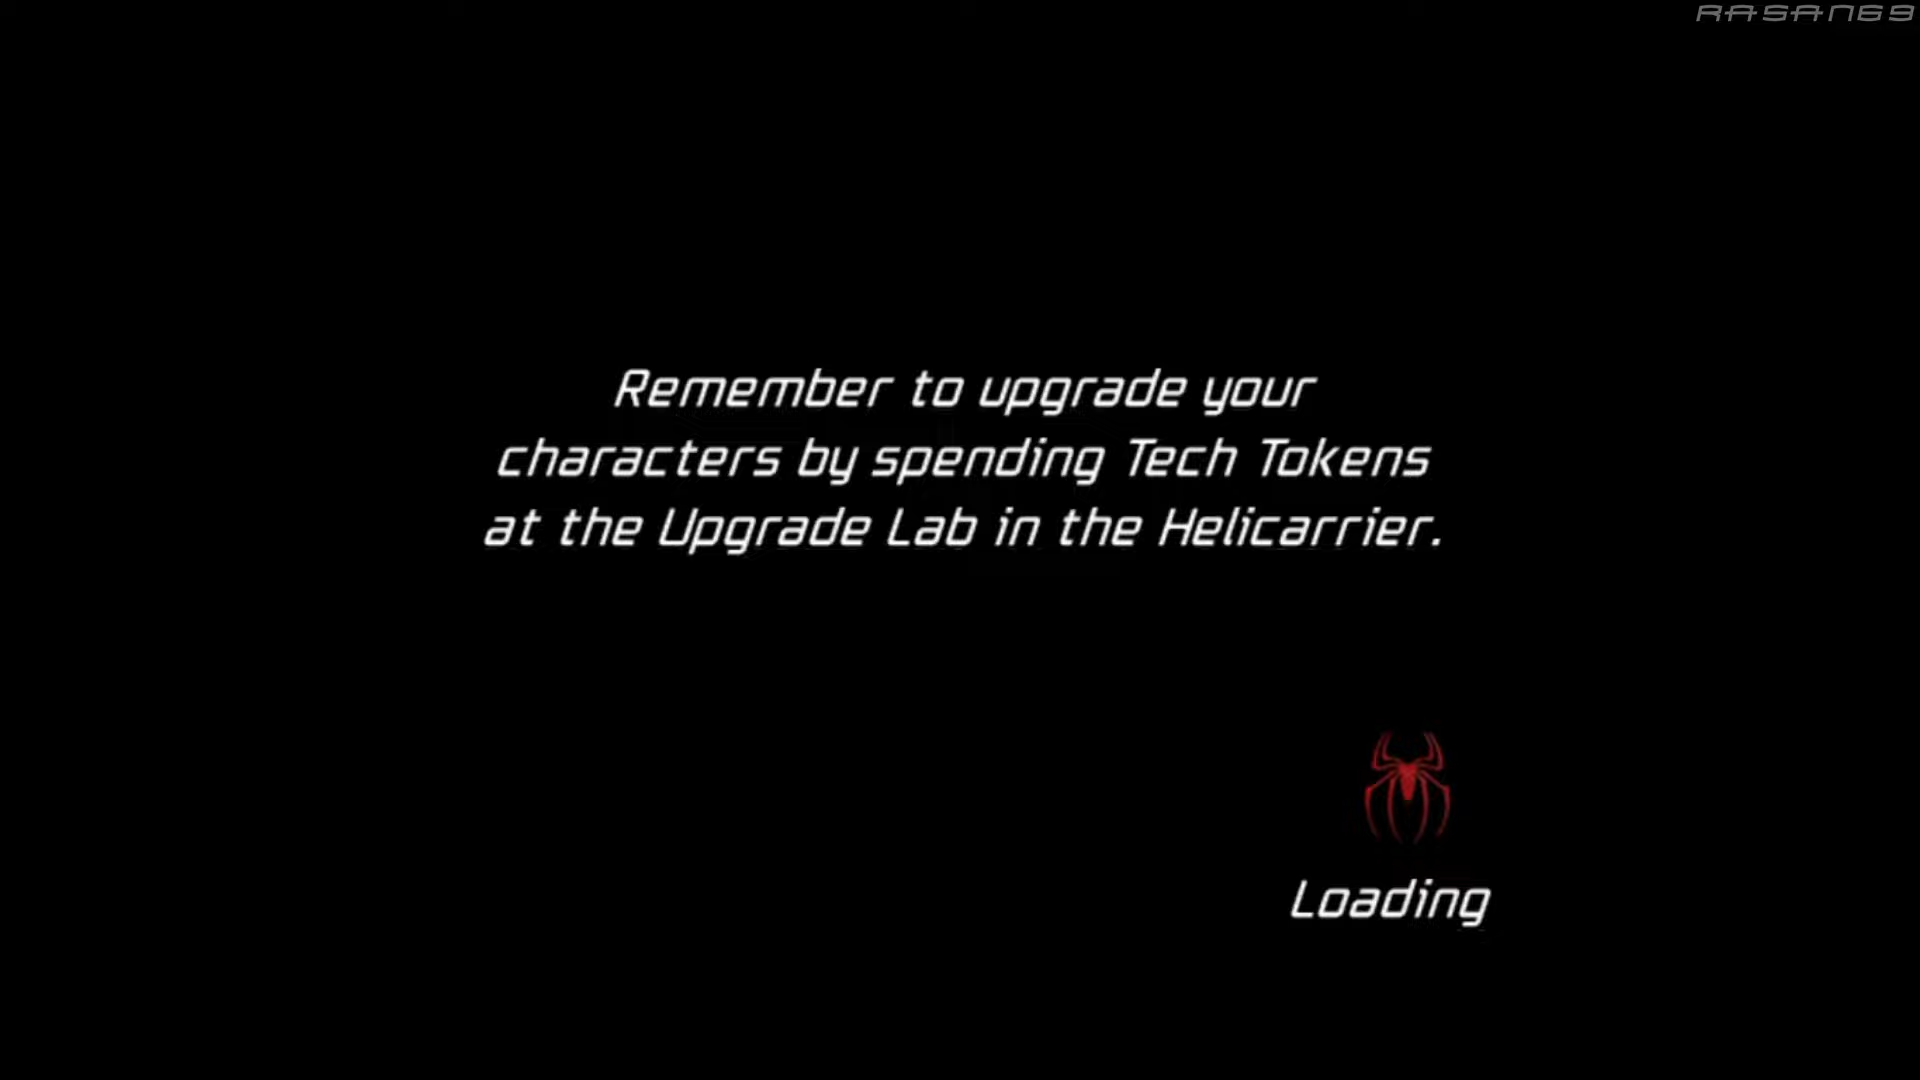 RASAN69
Remember to upgrade your
characters by spending Tech Tokens
at the Upgrade Lab in the Helicarrier.
Loading